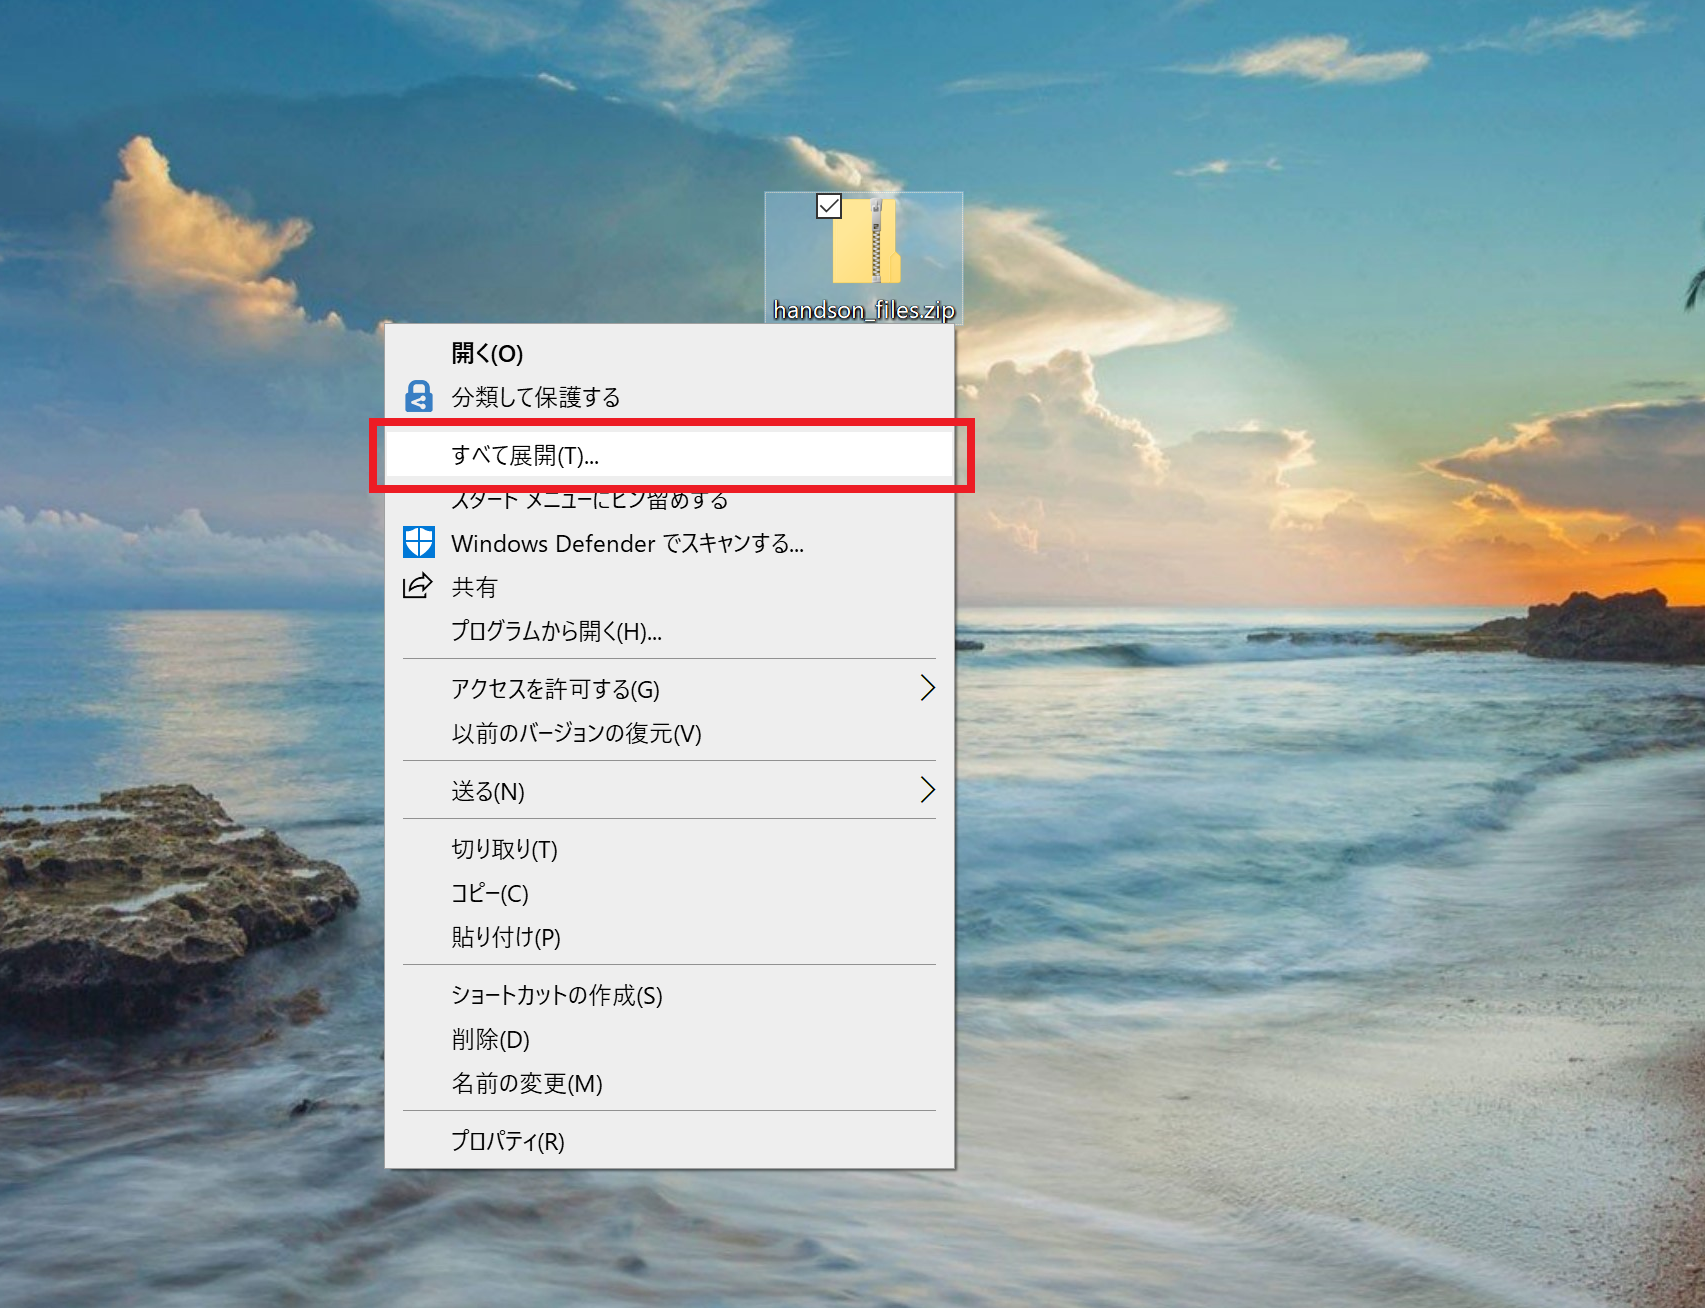 handson_files.zip
開く(O)
分類して保護する
すべて展開(T)...
スタート メニューにピン留めする
Windows Defender でスキャンする...
共有
プログラムから開く(H)...
アクセスを許可する(G)
以前のバージョンの復元(V)
送る(N)
切り取り(T)
コピー(C)
貼り付け(P)
ショートカットの作成(S)
削除(D)
名前の変更(M)
プロパティ(R)